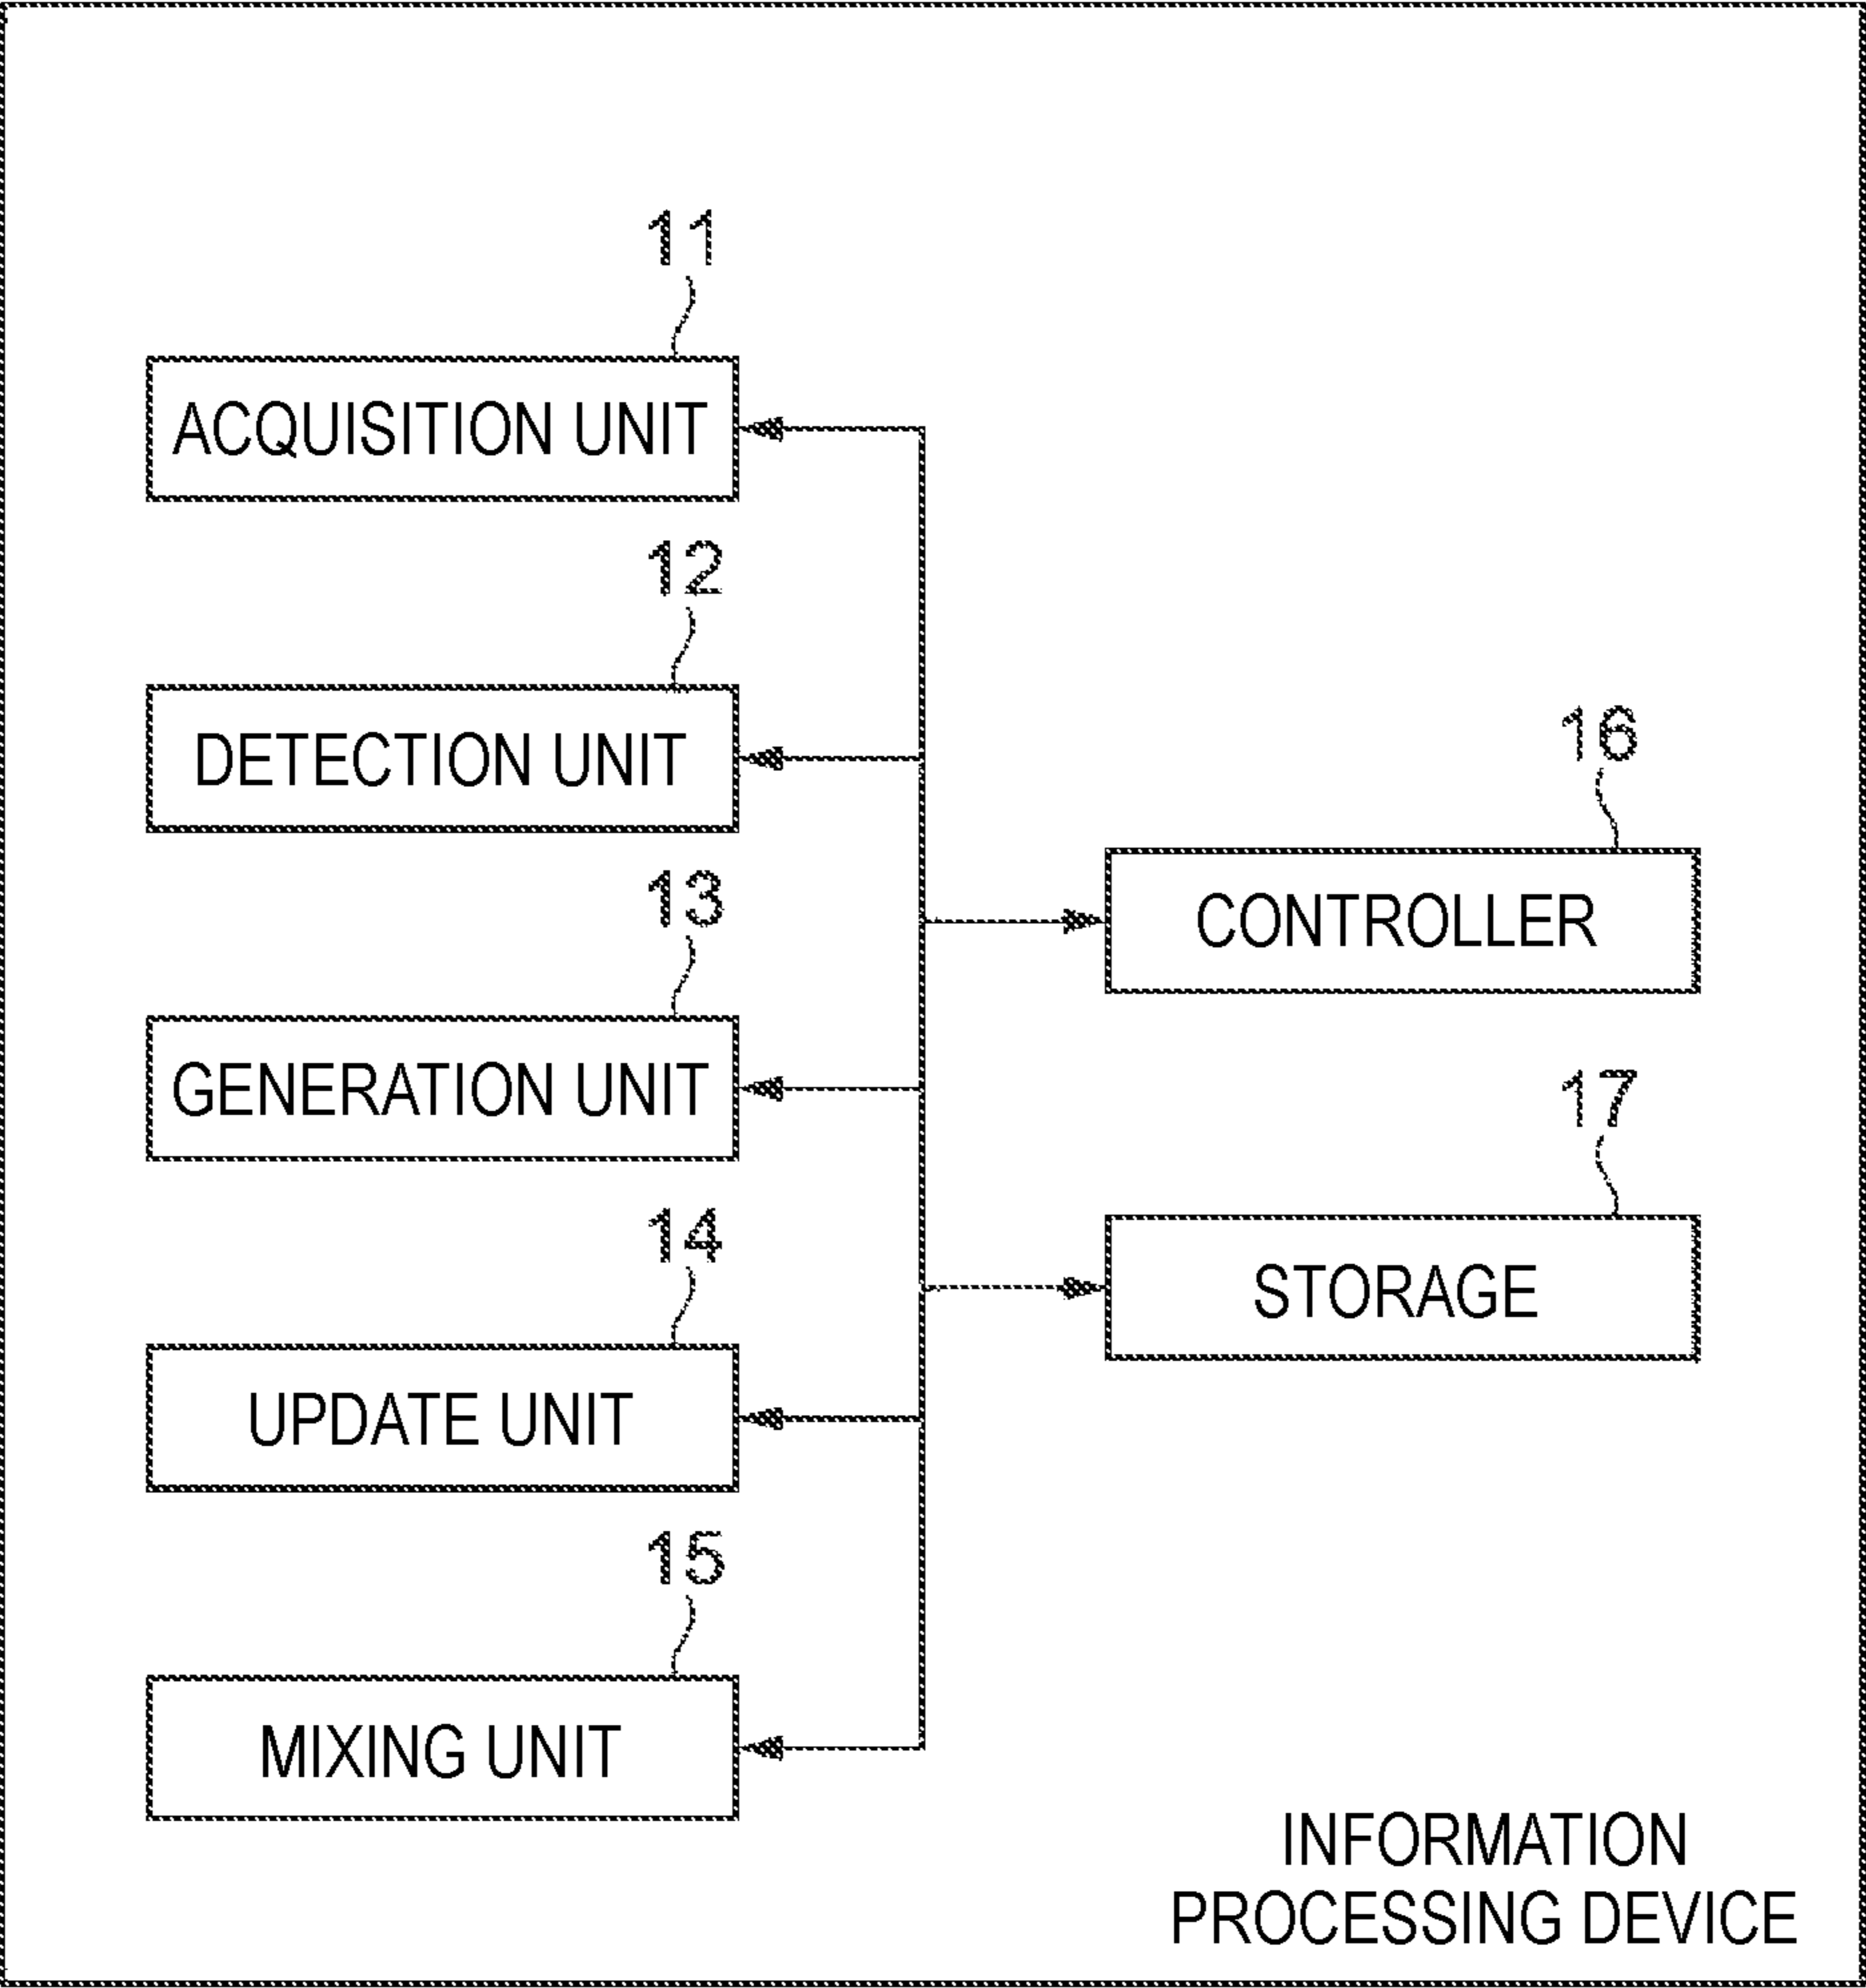 11
ACQUISITION UNIT
12
DETECTION UNIT
13
GENERATION UNIT
14
UPDATE UNIT
15
MIXING UNIT
16
CONTROLLER
17
STORAGE
INFORMATION
PROCESSING DEVICE